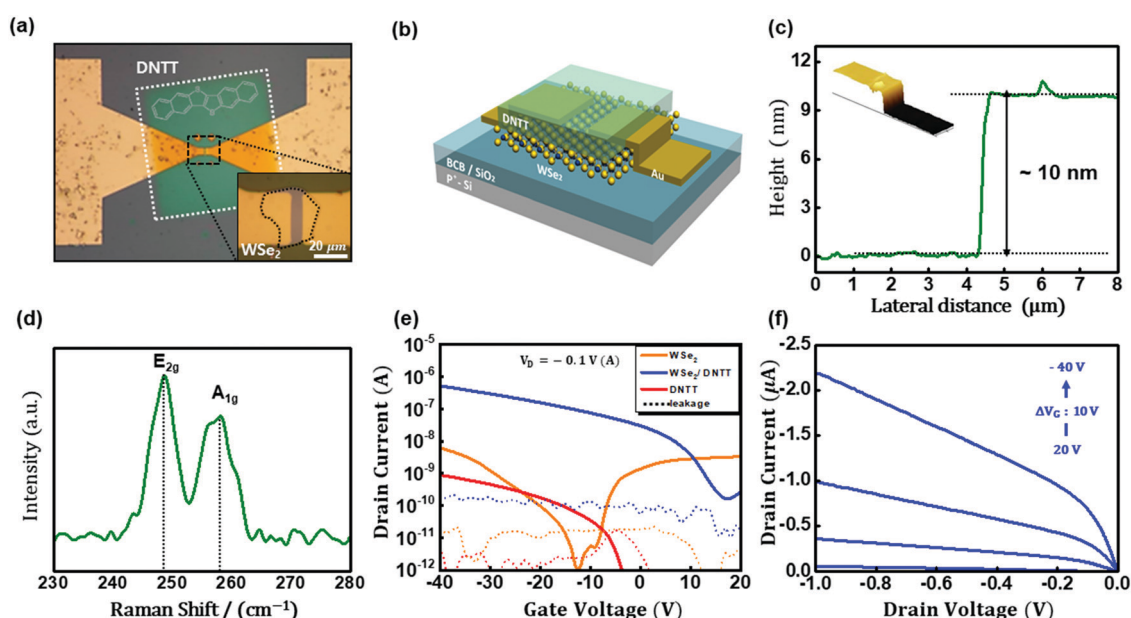 (a)
DNTT
WSe₂
20 μm
(b)
DNTT
WSe₂
Au
BCB / SiO₂
P⁺- Si
(c)
Height ( nm)
12
9
6
3
0
~ 10 nm
0 1 2 3 4 5 6 7 8
Lateral distance (μm)
(d)
E₂g
A₁g
Intensity (a.u.)
230 240 250 260 270 280
Raman Shift / (cm⁻¹)
(e)
Drain Current (A)
10⁻⁵
10⁻⁶
10⁻⁷
10⁻⁸
10⁻⁹
10⁻¹⁰
10⁻¹¹
10⁻¹²
V_D = − 0.1 V (A)
WSe₂
WSe₂/ DNTT
DNTT
leakage
-40 -30 -20 -10 0 10 20
Gate Voltage (V)
(f)
Drain Current (μA)
-2.5
-2.0
-1.5
-1.0
-0.5
0.0
- 40 V
ΔV_G : 10 V
20 V
-1.0 -0.8 -0.6 -0.4 -0.2 0.0
Drain Voltage (V)